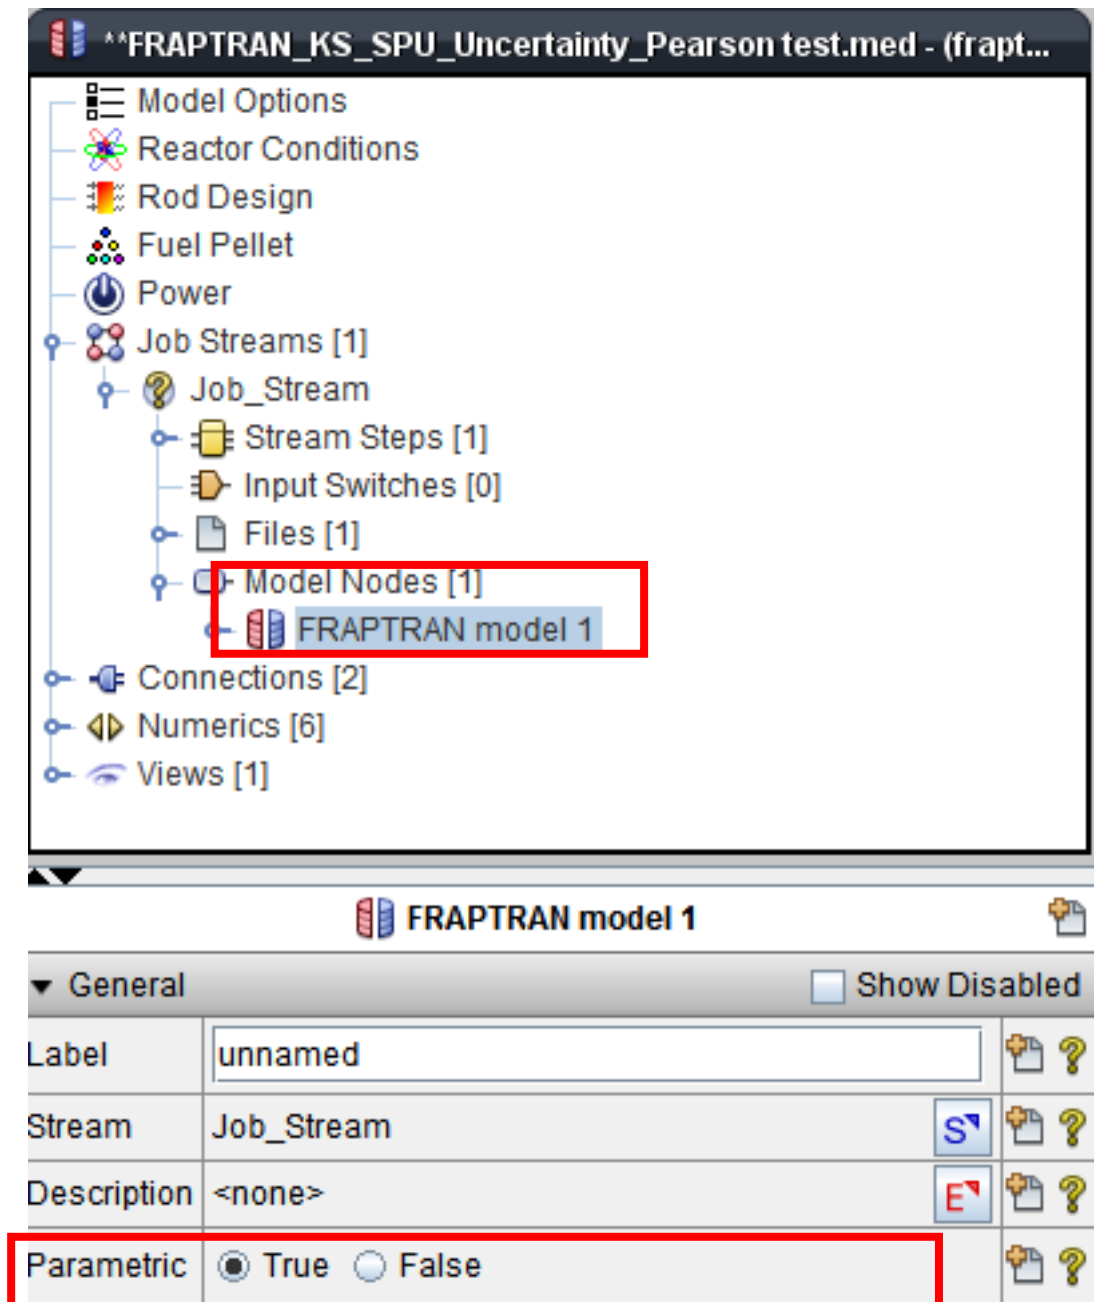 **FRAPTRAN_KS_SPU_Uncertainty_Pearson test.med - (frapt...
Model Options
Reactor Conditions
Rod Design
Fuel Pellet
Power
Job Streams [1]
Job_Stream
Stream Steps [1]
Input Switches [0]
Files [1]
Model Nodes [1]
FRAPTRAN model 1
Connections [2]
Numerics [6]
Views [1]
FRAPTRAN model 1
General Show Disabled
Label unnamed
Stream Job_Stream S
Description <none> E
Parametric True False